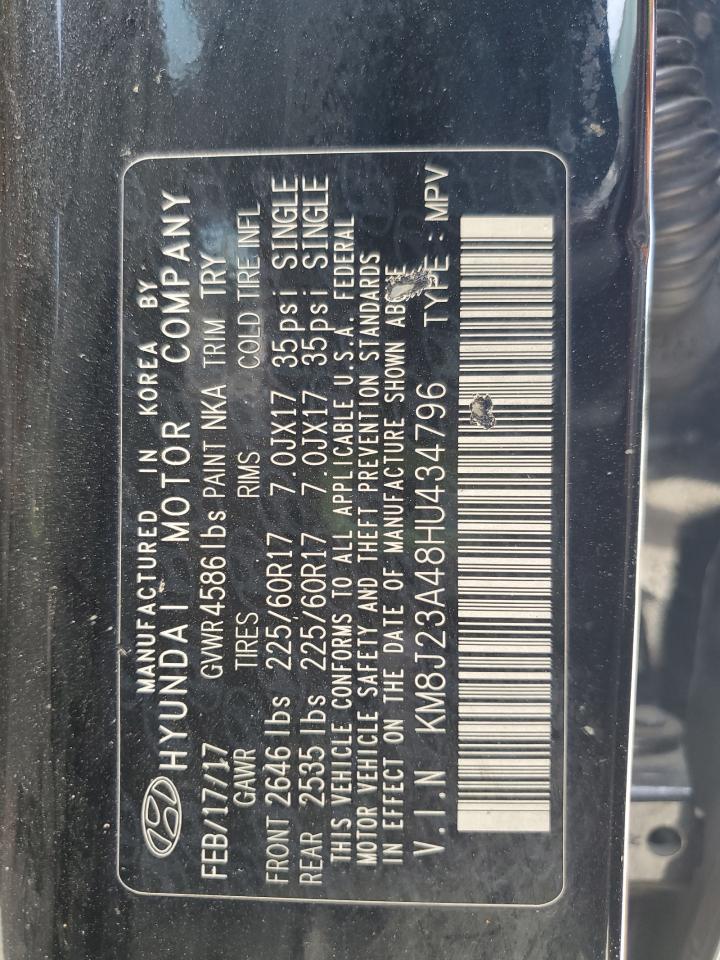 MANUFACTURED IN KOREA BY
HYUNDAI MOTOR COMPANY
FEB/17/17 GVWR 4586 lbs PAINT NKA TRIM TRY
GAWR TIRES RIMS COLD TIRE INFL
FRONT 2646 lbs 225/60R17 7.0JX17 35psi SINGLE
REAR 2535 lbs 225/60R17 7.0JX17 35psi SINGLE
THIS VEHICLE CONFORMS TO ALL APPLICABLE U.S.A. FEDERAL
MOTOR VEHICLE SAFETY AND THEFT PREVENTION STANDARDS
IN EFFECT ON THE DATE OF MANUFACTURE SHOWN
V.I.N KM8J23A48HU434796 TYPE : MPV